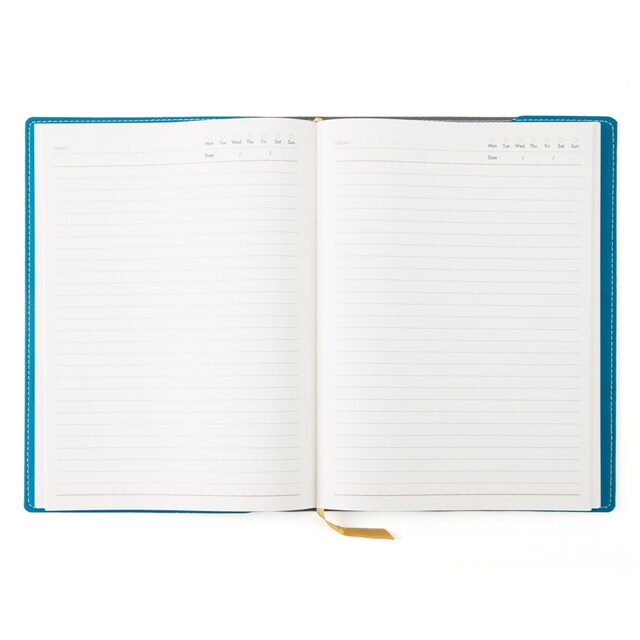 Subject
Mon Tue Wed Thu Fri Sat Sun
Date : / /
Subject
Mon Tue Wed Thu Fri Sat Sun
Date : / /